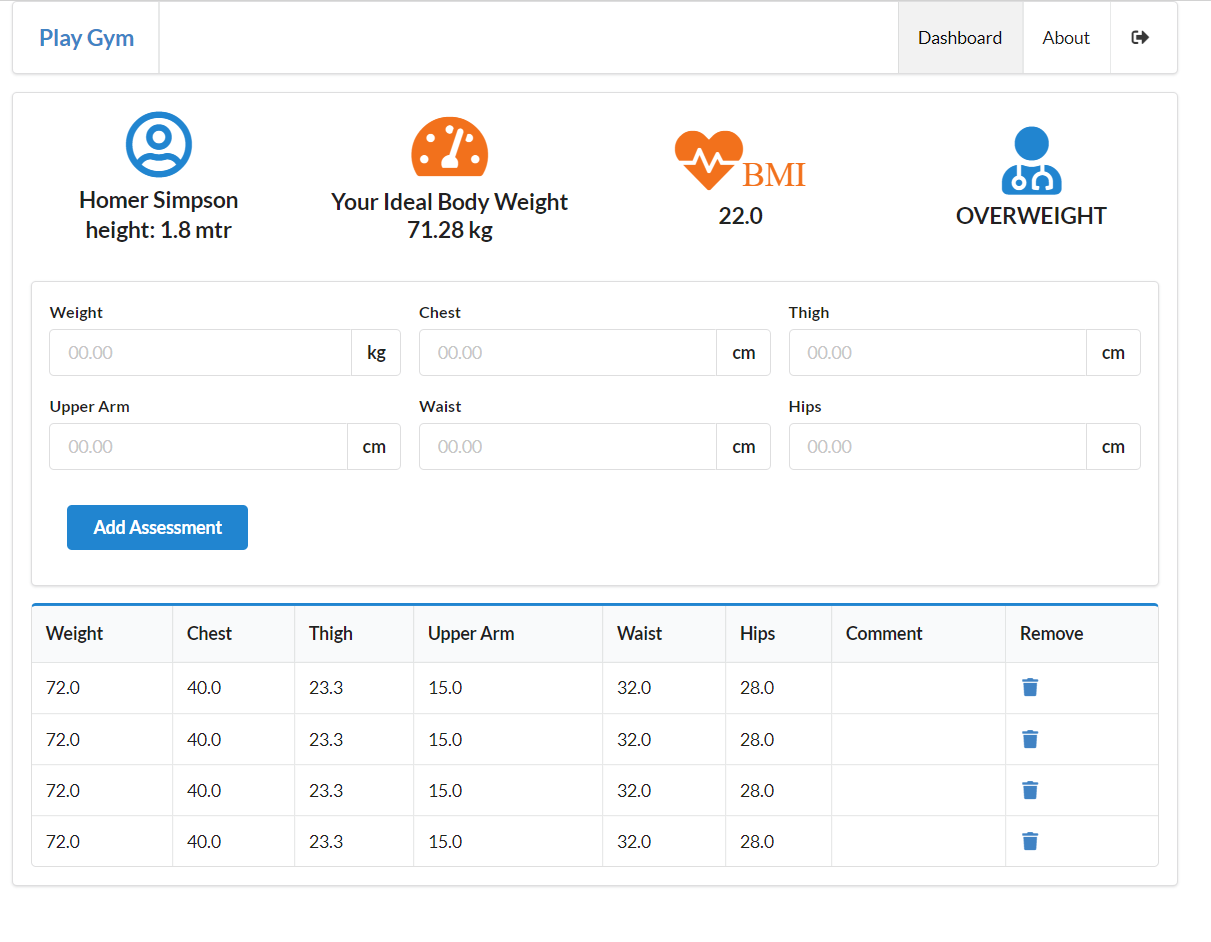 Play Gym
Dashboard
About
Homer Simpson
height: 1.8 mtr
Your Ideal Body Weight
71.28 kg
BMI
22.0
OVERWEIGHT
Weight Chest Thigh
00.00 kg 00.00 cm 00.00 cm
Upper Arm Waist Hips
00.00 cm 00.00 cm 00.00 cm
Add Assessment
Weight Chest Thigh Upper Arm Waist Hips Comment Remove
72.0 40.0 23.3 15.0 32.0 28.0
72.0 40.0 23.3 15.0 32.0 28.0
72.0 40.0 23.3 15.0 32.0 28.0
72.0 40.0 23.3 15.0 32.0 28.0